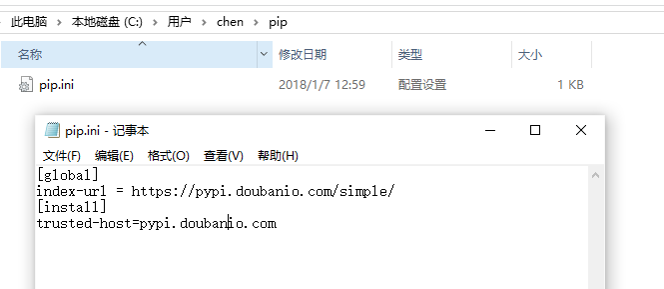 此电脑 > 本地磁盘 (C:) > 用户 > chen > pip
名称 修改日期 类型 大小
pip.ini 2018/1/7 12:59 配置设置 1 KB
pip.ini - 记事本
文件(F) 编辑(E) 格式(O) 查看(V) 帮助(H)
[global]
index-url = https://pypi.doubanio.com/simple/
[install]
trusted-host=pypi.doubanio.com